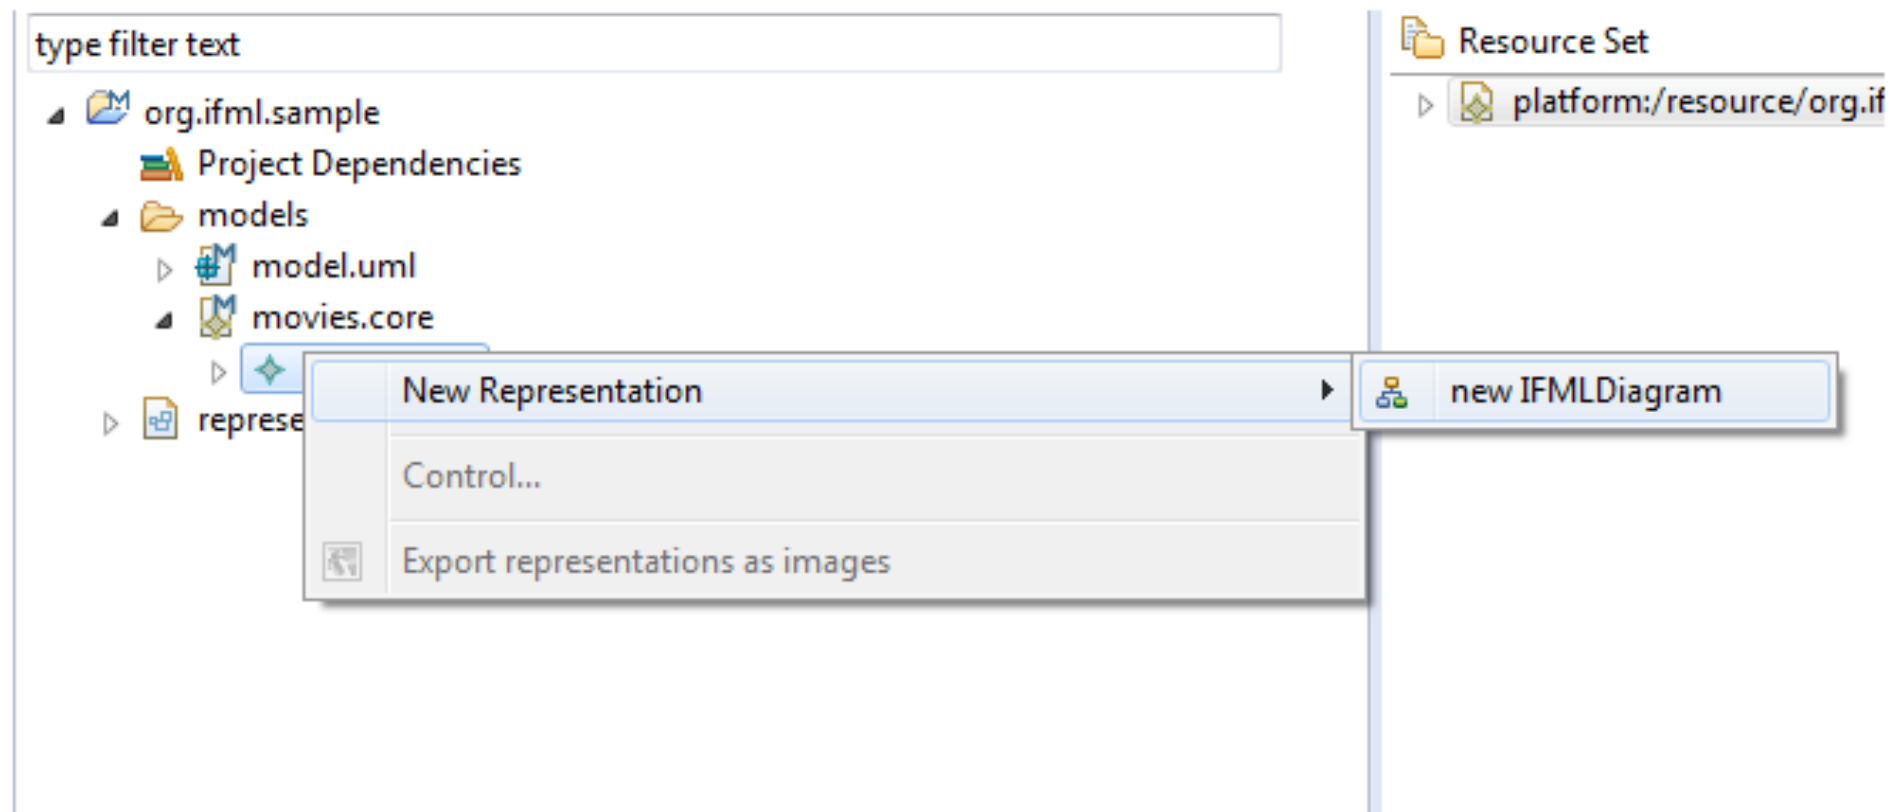 type filter text
org.ifml.sample
Project Dependencies
models
model.uml
movies.core
New Representation
new IFMLDiagram
Control...
Export representations as images
Resource Set
platform:/resource/org.if